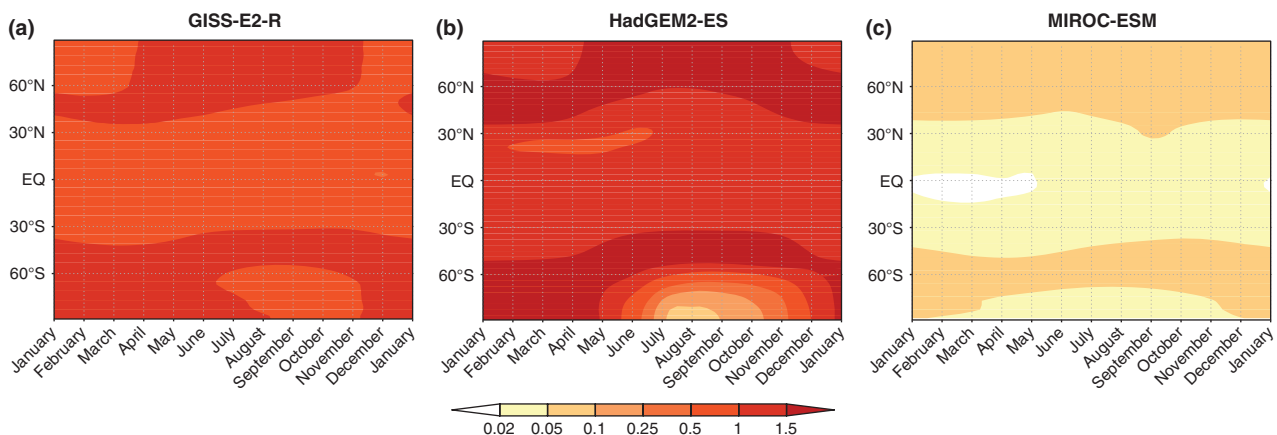 (a) GISS-E2-R
60°N
30°N
EQ
30°S
60°S
January February March April May June July August September October November December January
(b) HadGEM2-ES
60°N
30°N
EQ
30°S
60°S
January February March April May June July August September October November December January
(c) MIROC-ESM
60°N
30°N
EQ
30°S
60°S
January February March April May June July August September October November December January
0.02 0.05 0.1 0.25 0.5 1 1.5